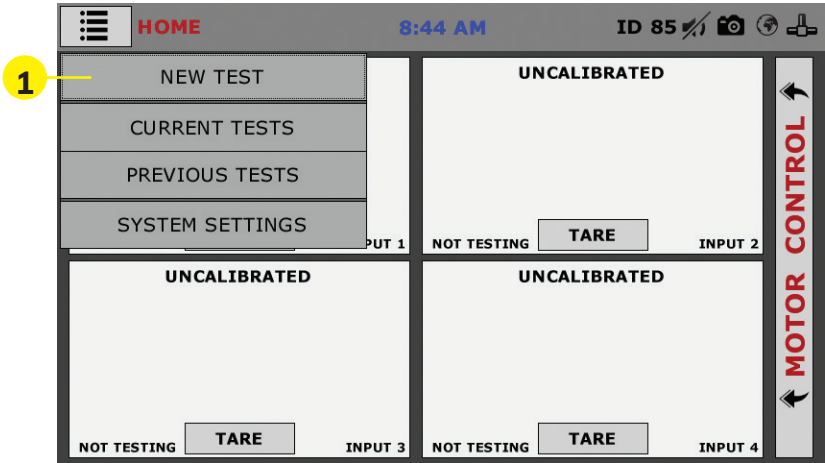 HOME 8:44 AM ID 85
1
NEW TEST
CURRENT TESTS
PREVIOUS TESTS
SYSTEM SETTINGS
PUT 1
UNCALIBRATED
NOT TESTING TARE INPUT 2
UNCALIBRATED
NOT TESTING TARE INPUT 3
UNCALIBRATED
NOT TESTING TARE INPUT 4
MOTOR CONTROL